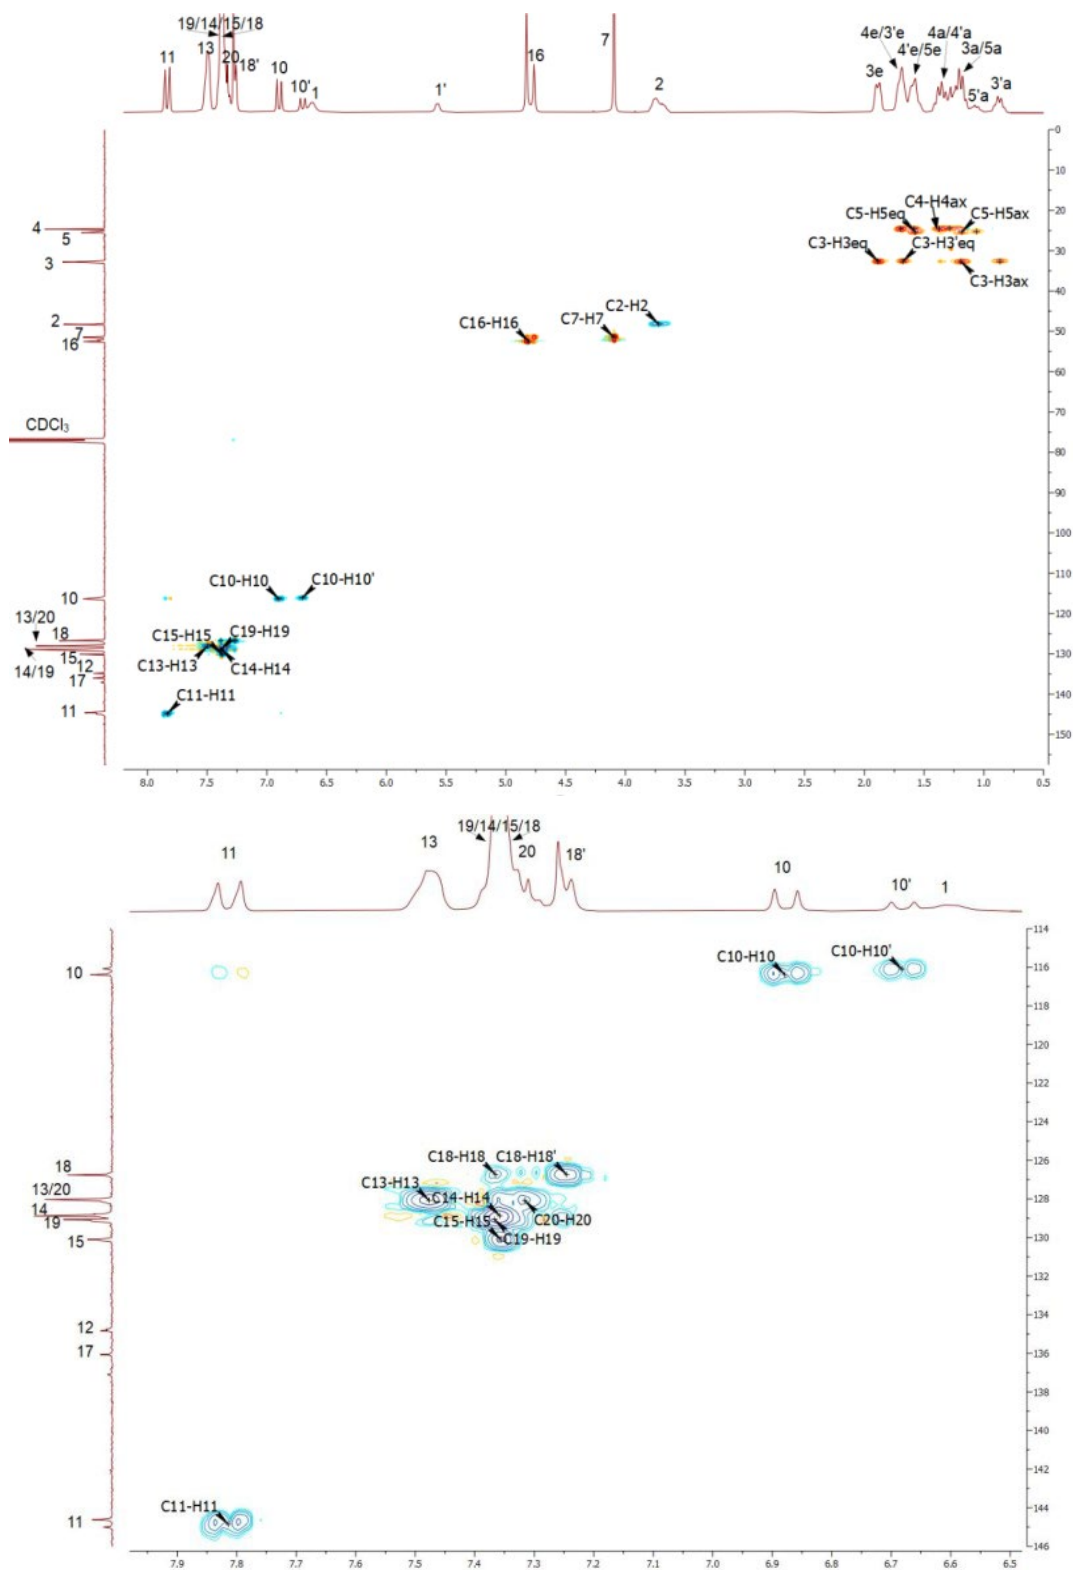 19/14/15/18
11
13
20
18'
10
10'
1
1'
16
7
2
3e
4e/3'e
4'e/5e
4a/4'a
3a/5a
5'a
3'a
4
5
3
2
7
16
CDCl3
10
13/20
18
14/19
15
12
17
11
C5-H5eq
C4-H4ax
C5-H5ax
C3-H3eq
C3-H3'eq
C3-H3ax
C2-H2
C7-H7
C16-H16
C10-H10
C10-H10'
C15-H15
C19-H19
C13-H13
C14-H14
C11-H11
0
10
20
30
40
50
60
70
80
90
100
110
120
130
140
150
8.0 7.5 7.0 6.5 6.0 5.5 5.0 4.5 4.0 3.5 3.0 2.5 2.0 1.5 1.0 0.5
19/14/15/18
11
13
20
18'
10
10'
1
10
18
13/20
14
19
15
12
17
11
C10-H10
C10-H10'
C18-H18
C18-H18'
C13-H13
C14-H14
C15-H15
C20-H20
C19-H19
C11-H11
114
116
118
120
122
124
126
128
130
132
134
136
138
140
142
144
146
7.9 7.8 7.7 7.6 7.5 7.4 7.3 7.2 7.1 7.0 6.9 6.8 6.7 6.6 6.5